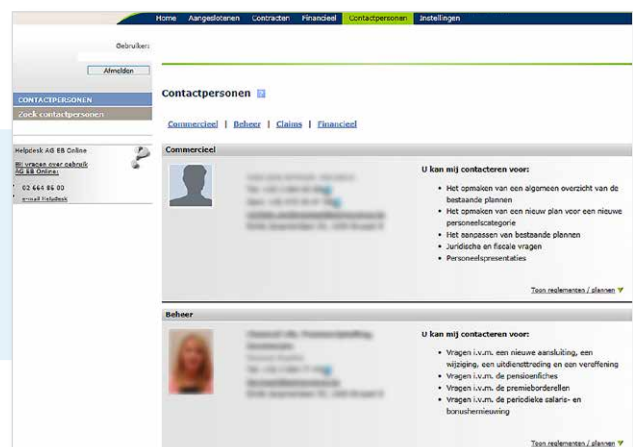 Home Aangeslotenen Contracten Financieel Contactpersonen Instellingen
Gebruiker:
Afmelden
CONTACTPERSONEN
Zoek contactpersonen
Helpdesk AG EB Online
Bij vragen over gebruik
AG EB Online:
02 664 86 00
e-mail Helpdesk
Contactpersonen
Commercieel | Beheer | Claims | Financieel
Commercieel
U kan mij contacteren voor:
Het opmaken van een algemeen overzicht van de
bestaande plannen
Het opmaken van een nieuw plan voor een nieuwe
personeelscategorie
Het aanpassen van bestaande plannen
Juridische en fiscale vragen
Personeelspresentaties
Toon reglementen / plannen
Beheer
U kan mij contacteren voor:
Vragen i.v.m. een nieuwe aansluiting, een
wijziging, een uitdiensttreding en een vereffening
Vragen i.v.m. de pensioenfiches
Vragen i.v.m. de premieborderellen
Vragen i.v.m. de periodieke salaris- en
bonushernieuwing
Toon reglementen / plannen